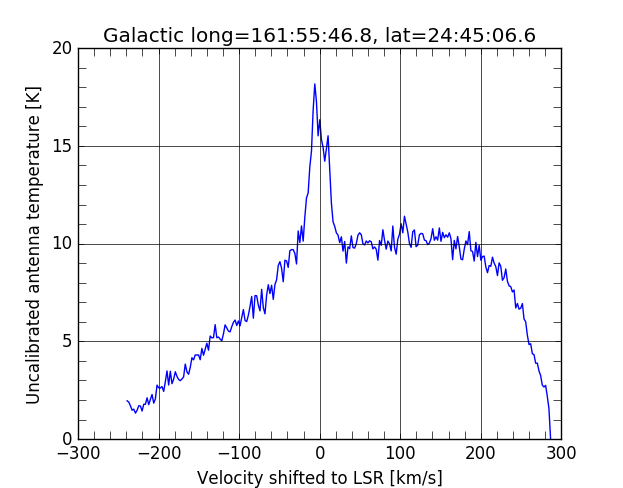 Galactic long=161:55:46.8, lat=24:45:06.6
Uncalibrated antenna temperature [K]
20
15
10
5
0
−300 −200 −100 0 100 200 300
Velocity shifted to LSR [km/s]